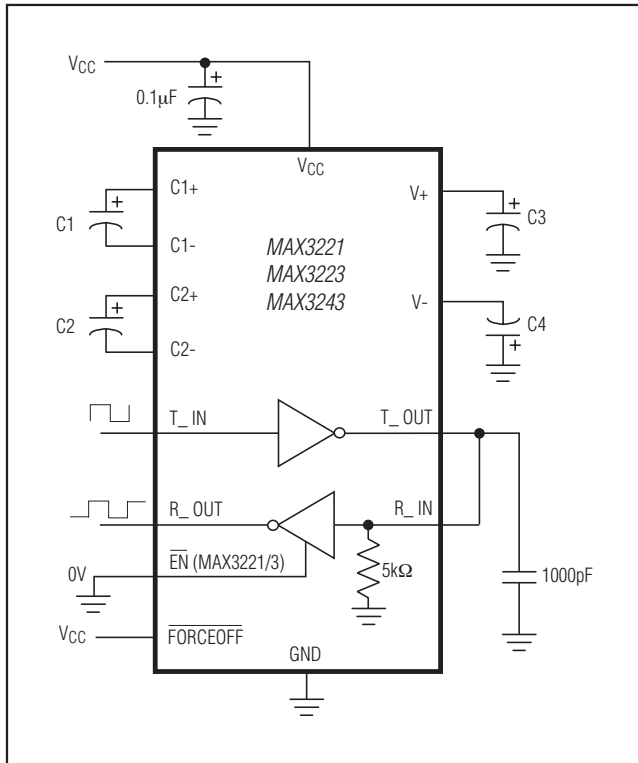 VCC
0.1µF
VCC
C1+
V+
C1
C3
C1-
MAX3221
MAX3223
MAX3243
C2+
V-
C2
C4
C2-
T_ IN
T_ OUT
R_ OUT
R_ IN
EN (MAX3221/3)
0V
5kΩ
1000pF
VCC
FORCEOFF
GND
+
+
+
+
+